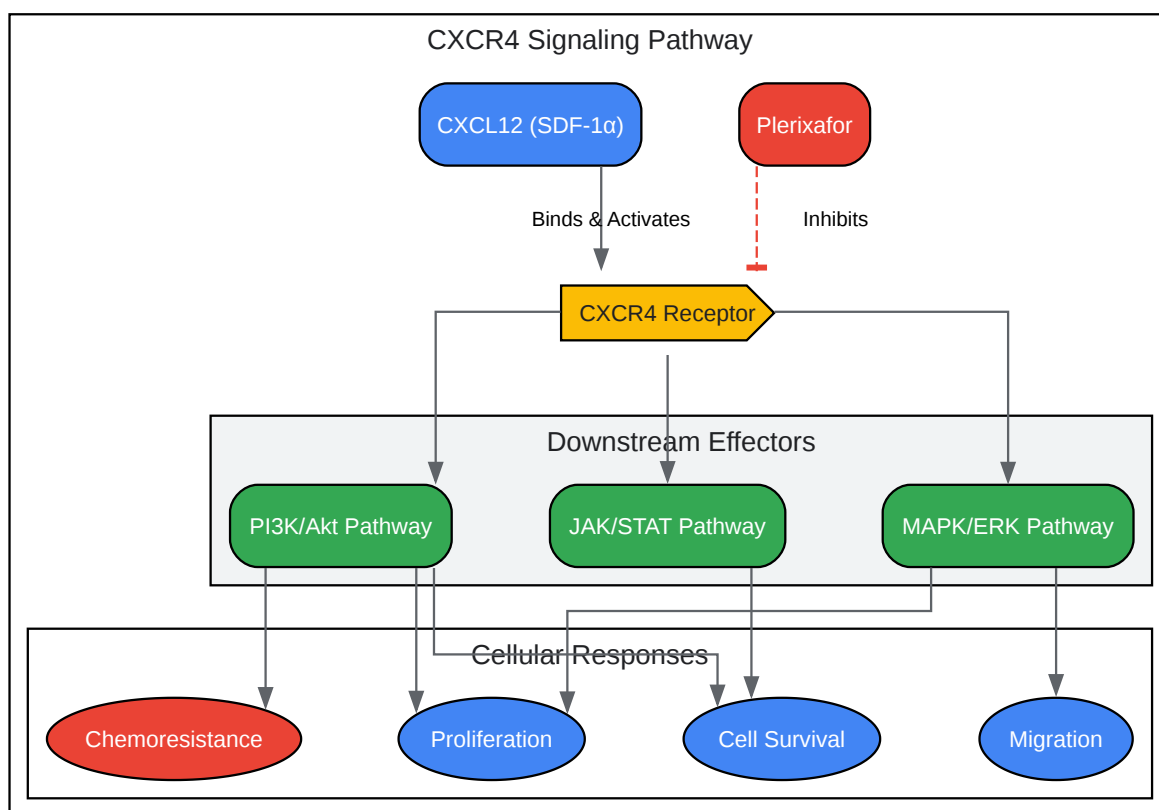 CXCR4 Signaling Pathway
CXCL12 (SDF-1α)
Plerixafor
Binds & Activates
Inhibits
CXCR4 Receptor
Downstream Effectors
PI3K/Akt Pathway
JAK/STAT Pathway
MAPK/ERK Pathway
Cellular Responses
Chemoresistance
Proliferation
Cell Survival
Migration